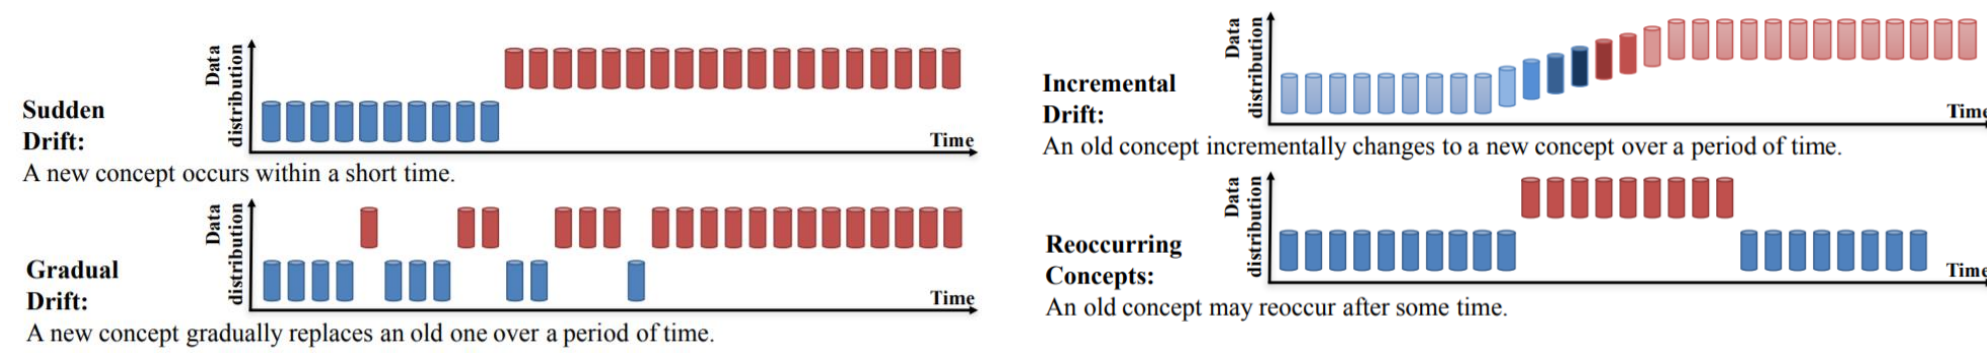 Data
distribution
Sudden
Drift:
Time
A new concept occurs within a short time.
Data
distribution
Gradual
Drift:
Time
A new concept gradually replaces an old one over a period of time.
Data
distribution
Incremental
Drift:
Time
An old concept incrementally changes to a new concept over a period of time.
Data
distribution
Reoccurring
Concepts:
Time
An old concept may reoccur after some time.